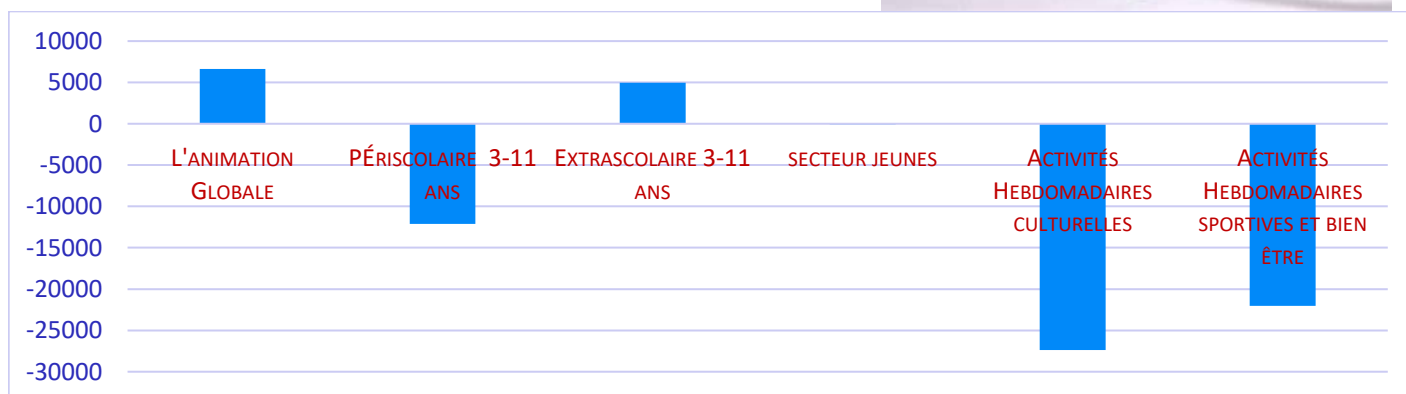 10000
5000
0
-5000
-10000
-15000
-20000
-25000
-30000
L'ANIMATION
GLOBALE
PÉRISCOLAIRE 3-11
ANS
EXTRASCOLAIRE 3-11
ANS
SECTEUR JEUNES
ACTIVITÉS
HEBDOMADAIRES
CULTURELLES
ACTIVITÉS
HEBDOMADAIRES
SPORTIVES ET BIEN
ÊTRE